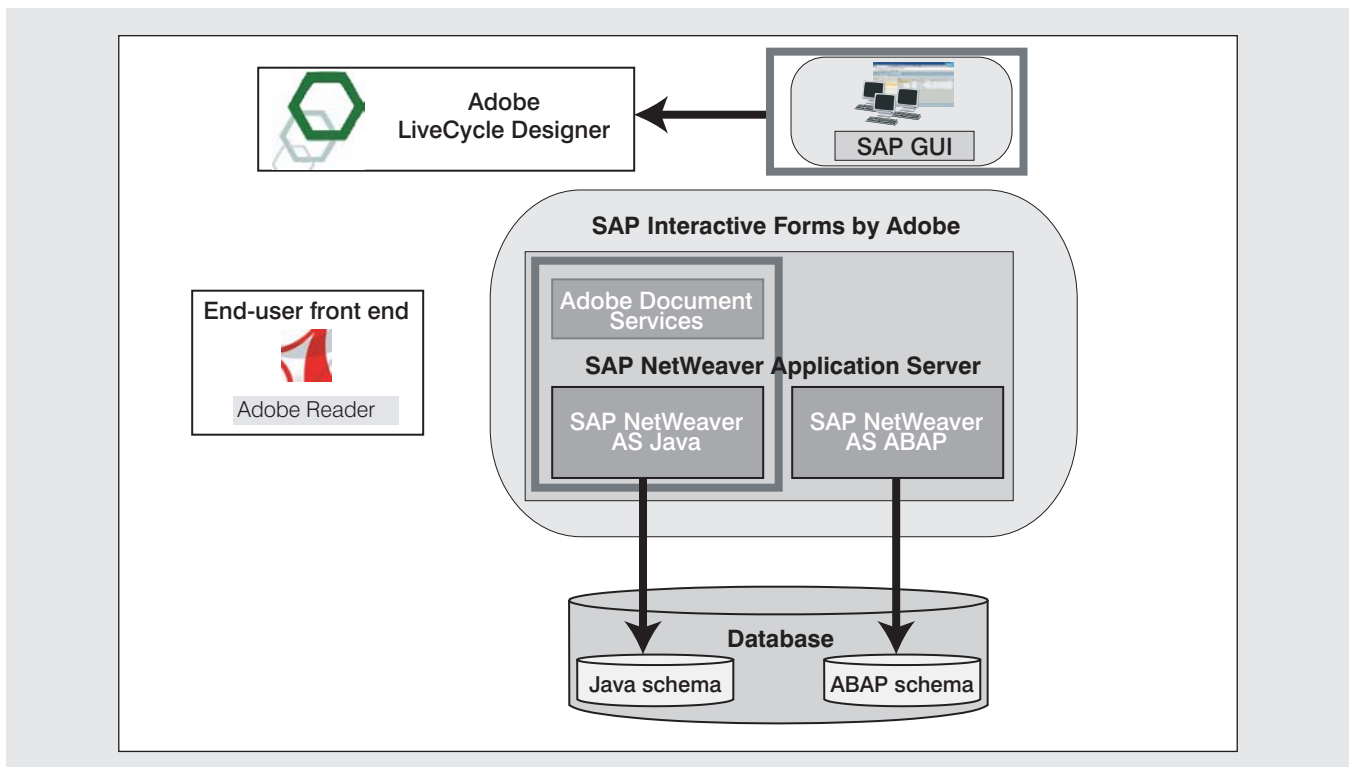 Adobe
LiveCycle Designer
SAP GUI
SAP Interactive Forms by Adobe
End-user front end
Adobe Reader
Adobe Document
Services
SAP NetWeaver Application Server
SAP NetWeaver
AS Java
SAP NetWeaver
AS ABAP
Database
Java schema
ABAP schema